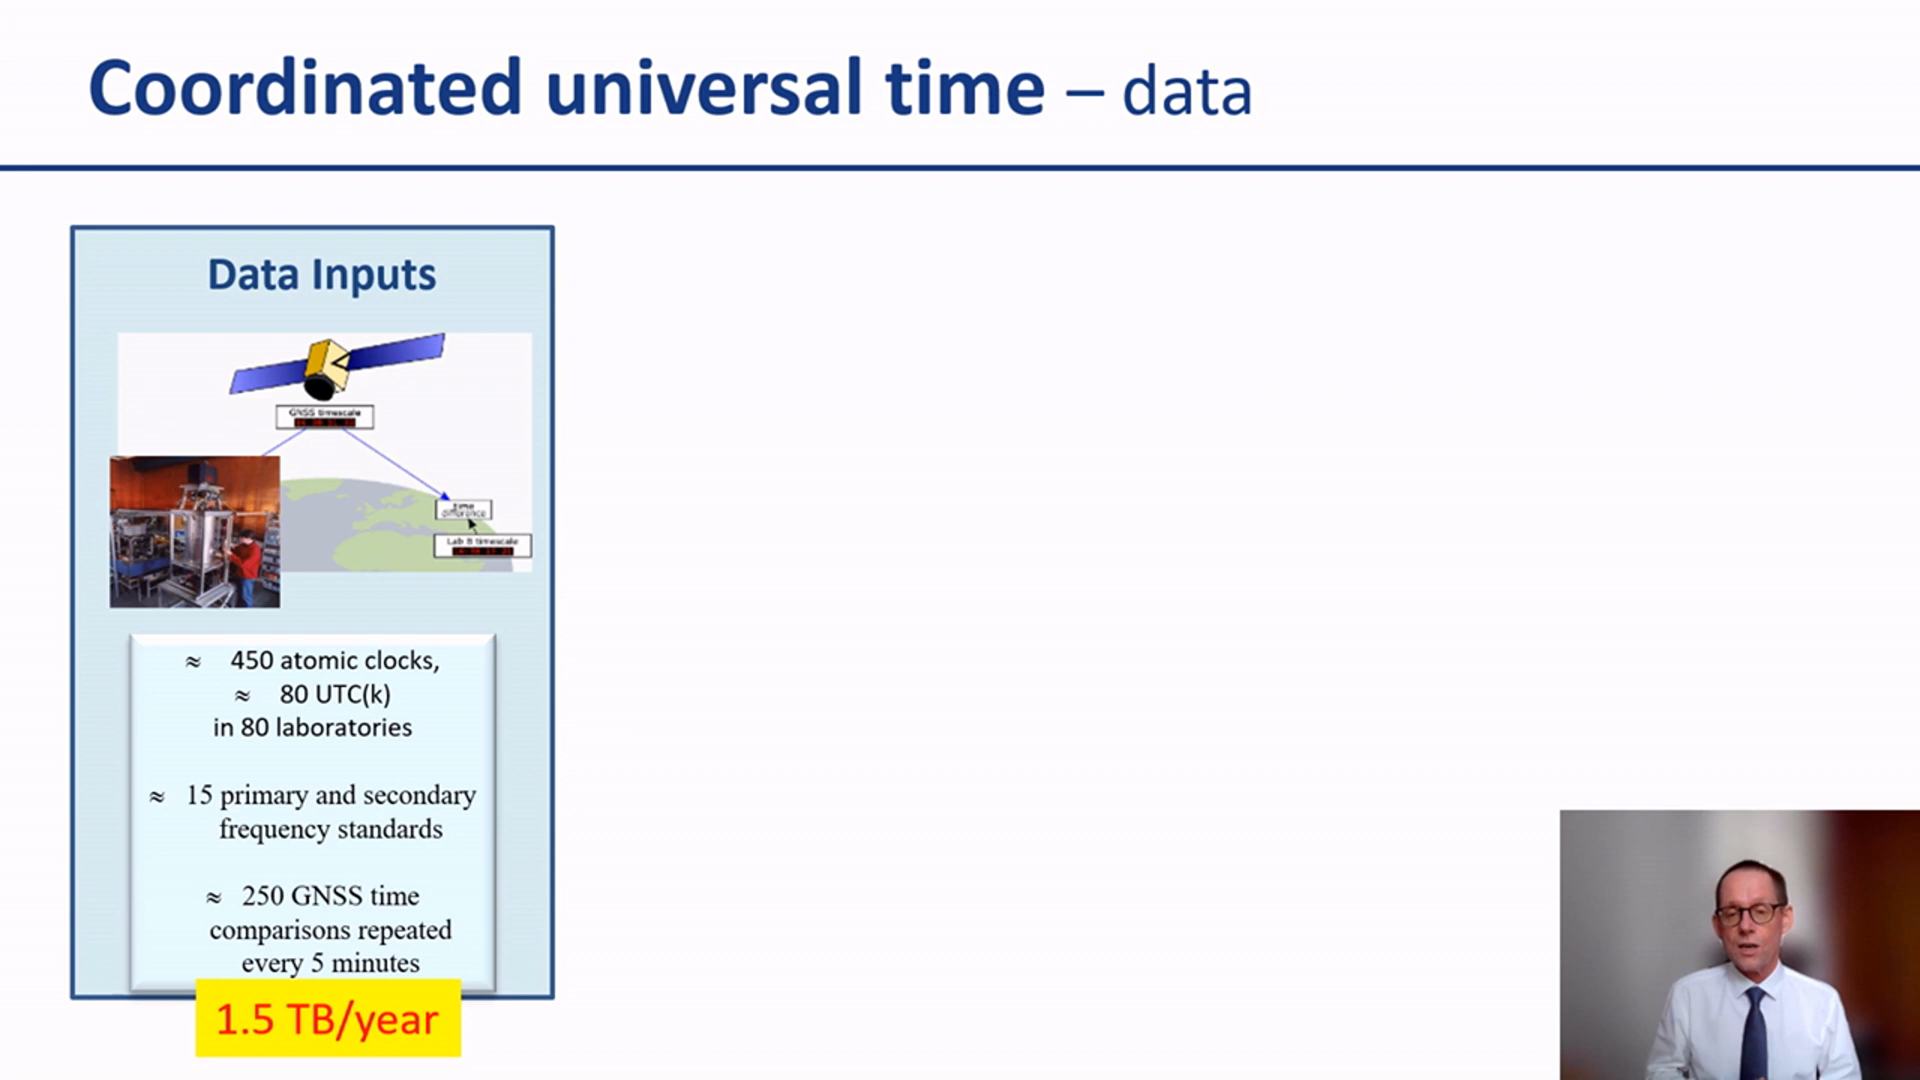 Coordinated universal time – data
Data Inputs
GNSS timescale
time
difference
Lab B timescale
≈ 450 atomic clocks,
≈ 80 UTC(k)
in 80 laboratories
≈ 15 primary and secondary
frequency standards
≈ 250 GNSS time
comparisons repeated
every 5 minutes
1.5 TB/year